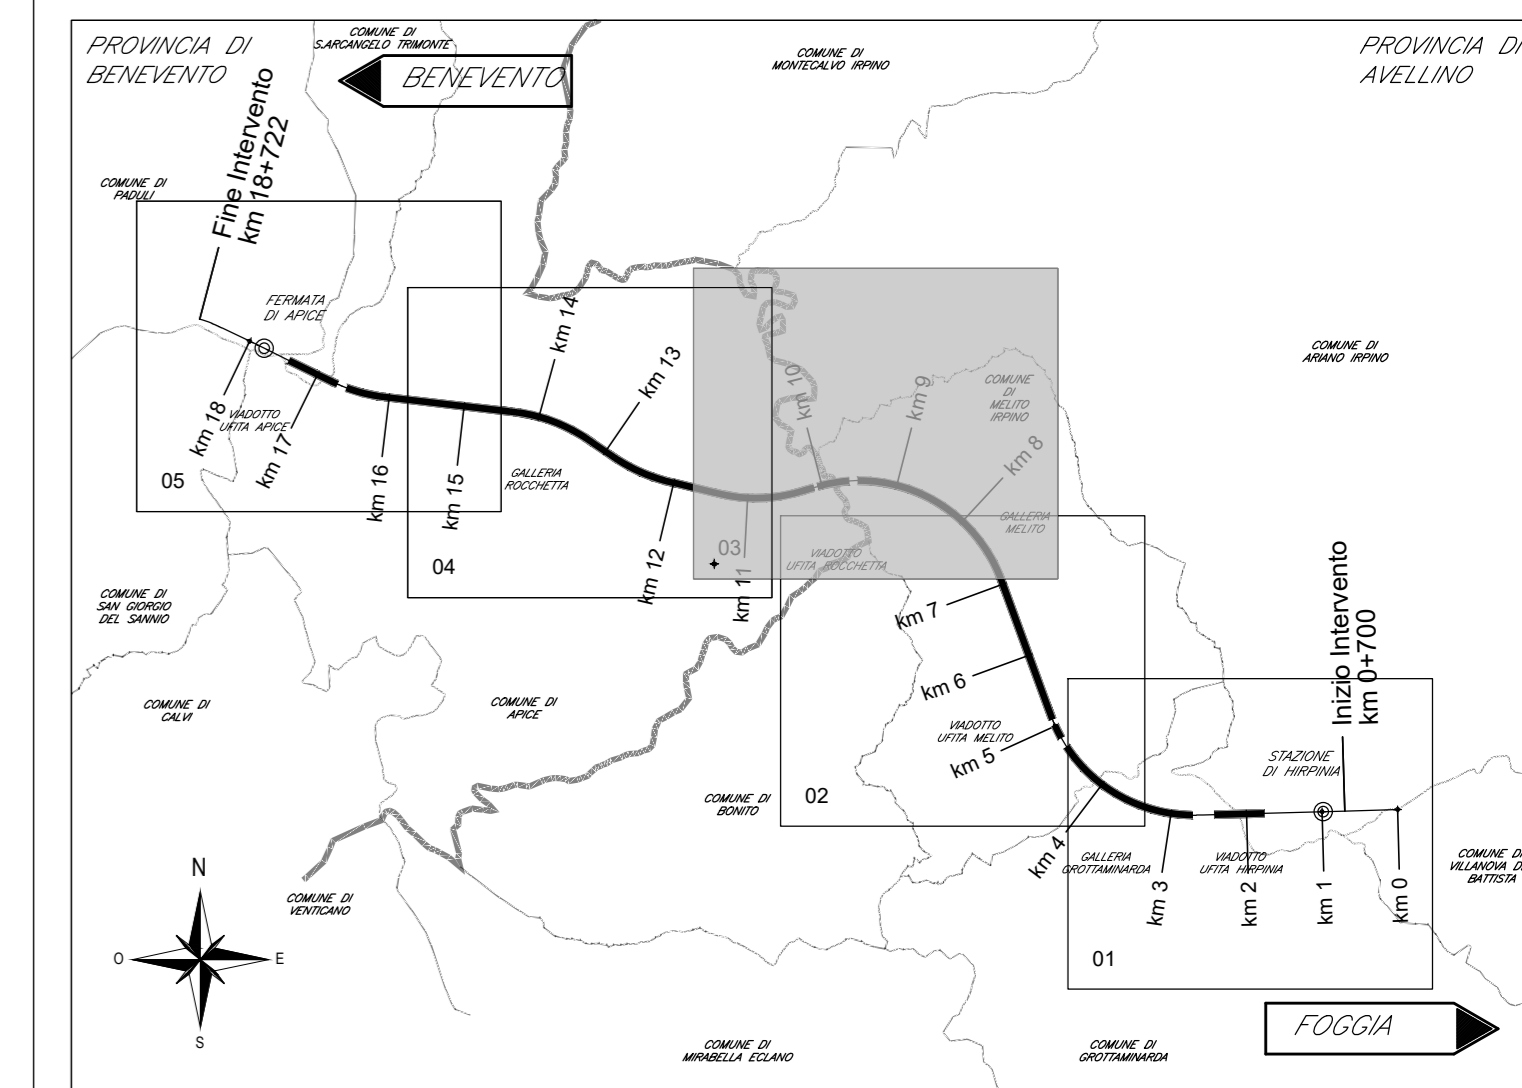 PROVINCIA DI
BENEVENTO
COMUNE DI
S.ARCANGELO TRIMONTE
BENEVENTO
COMUNE DI
MONTECALVO IRPINO
PROVINCIA DI
AVELLINO
Fine Intervento
km 18+722
COMUNE DI
PADULI
FERMATA
DI APICE
km 14
km 13
km 10
km 9
COMUNE
DI
MELITO
IRPINO
COMUNE DI
ARIANO IRPINO
km 18
VIADOTTO
UFITA APICE
km 17
km 16
km 15
GALLERIA
ROCCHETTA
km 8
05
04
km 12
03
km 11
VIADOTTO
UFITA ROCCHETTA
GALLERIA
MELITO
COMUNE DI
SAN GIORGIO
DEL SANNIO
km 7
km 6
Inizio Intervento
km 0+700
COMUNE DI
CALVI
COMUNE DI
APICE
VIADOTTO
UFITA MELITO
km 5
STAZIONE
DI HIRPINIA
COMUNE DI
BONITO
02
km 4
GALLERIA
GROTTAMINARDA
km 3
VIADOTTO
UFITA HIRPINIA
km 2
km 1
km 0
COMUNE DI
VILLANOVA D
BATTISTA
COMUNE DI
VENTICANO
N
O
E
S
01
FOGGIA
COMUNE DI
MIRABELLA ECLANO
COMUNE DI
GROTTAMINARDA